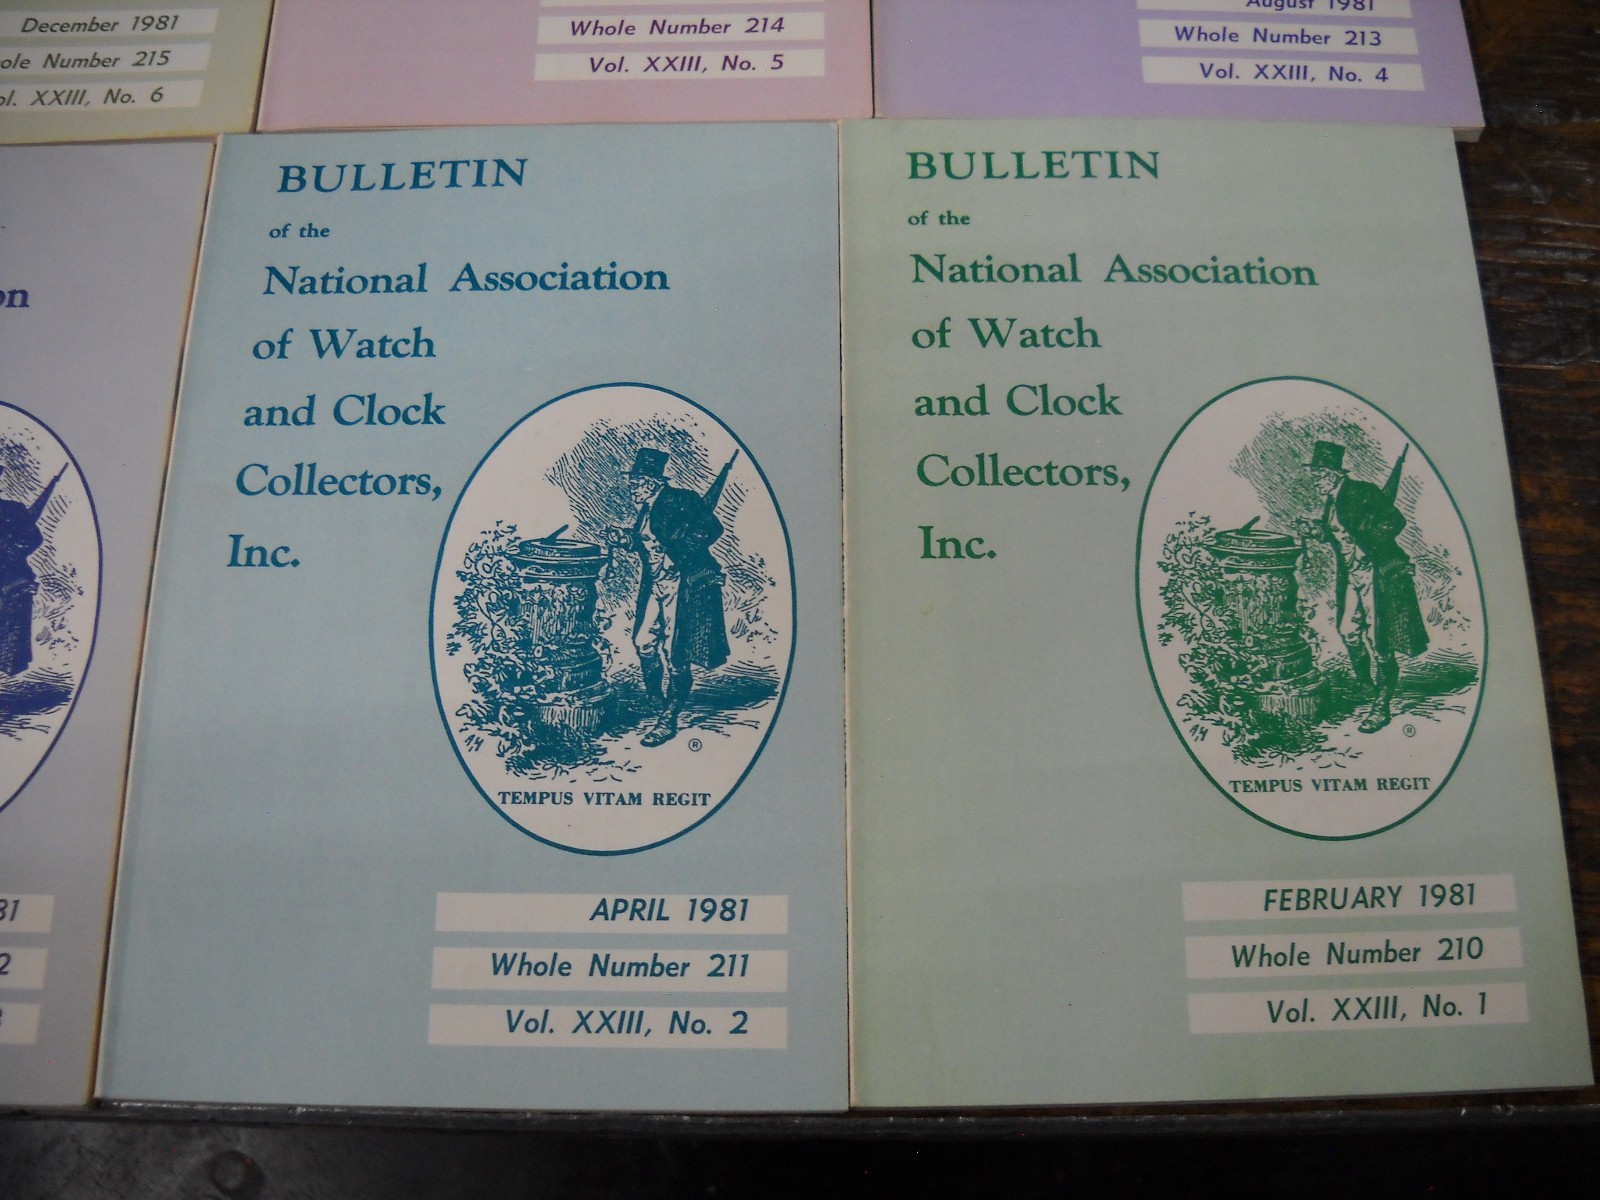 December 1981
ole Number 215
ol. XXIII, No. 6
Whole Number 214
Vol. XXIII, No. 5
August 1981
Whole Number 213
Vol. XXIII, No. 4
on
81
2
BULLETIN
of the
National Association
of Watch
and Clock
Collectors,
Inc.
TEMPUS VITAM REGIT
®
APRIL 1981
Whole Number 211
Vol. XXIII, No. 2
BULLETIN
of the
National Association
of Watch
and Clock
Collectors,
Inc.
TEMPUS VITAM REGIT
®
FEBRUARY 1981
Whole Number 210
Vol. XXIII, No. 1